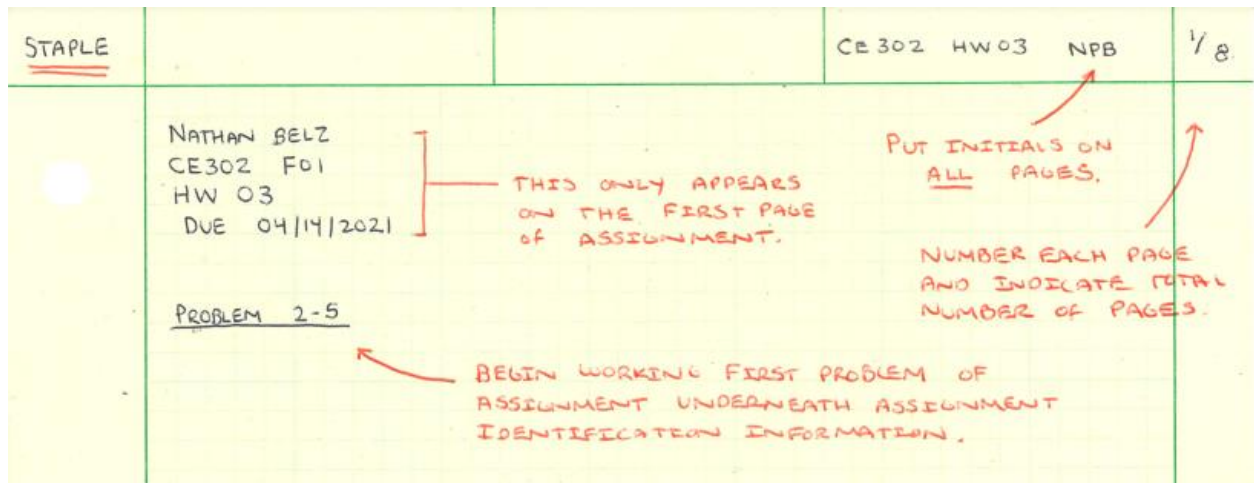 STAPLE
CE 302 HW 03 NPB
1/8
NATHAN BELZ
CE302 F01
HW 03
DUE 04/14/2021
THIS ONLY APPEARS
ON THE FIRST PAGE
OF ASSIGNMENT.
PUT INITIALS ON
ALL PAGES.
NUMBER EACH PAGE
AND INDICATE TOTAL
NUMBER OF PAGES.
PROBLEM 2-5
BEGIN WORKING FIRST PROBLEM OF
ASSIGNMENT UNDERNEATH ASSIGNMENT
IDENTIFICATION INFORMATION.